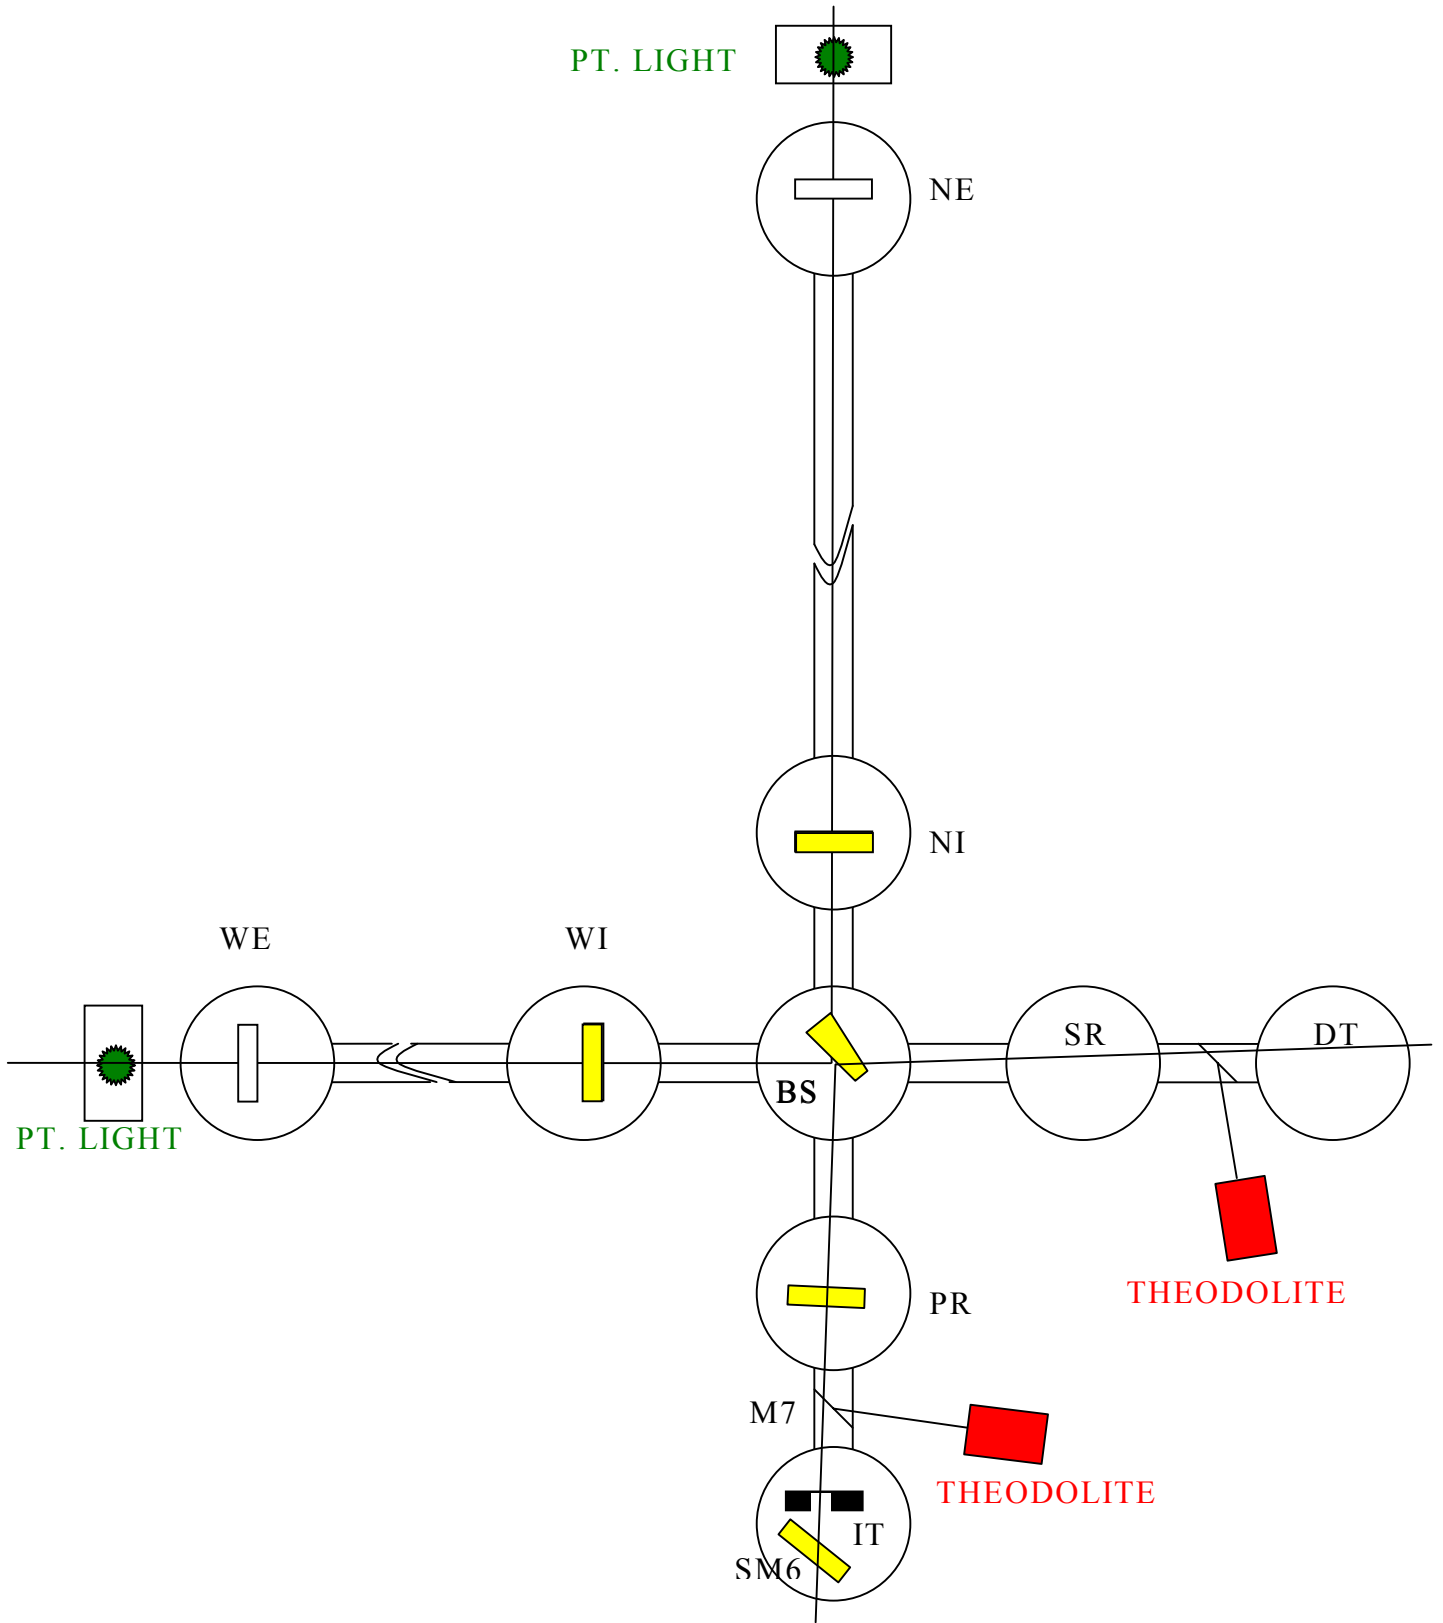 PT. LIGHT
NE
NI
WE
WI
SR
DT
BS
PT. LIGHT
THEODOLITE
PR
M7
THEODOLITE
IT
SM6